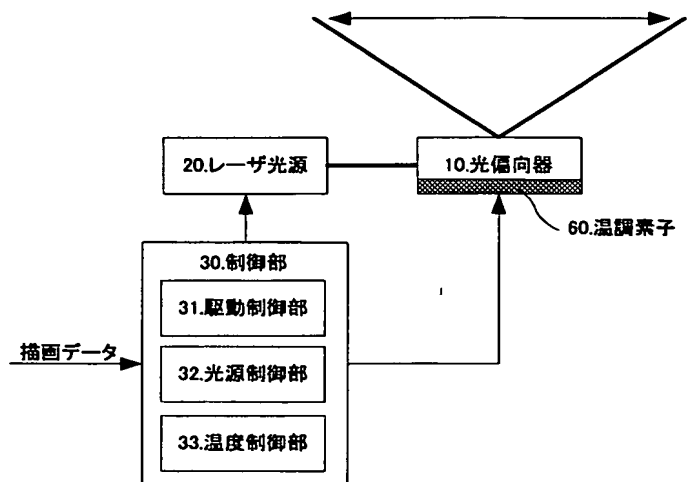 20.レーザ光源
10.光偏向器
60.温調素子
30.制御部
31.駆動制御部
描画データ
32.光源制御部
33.温度制御部